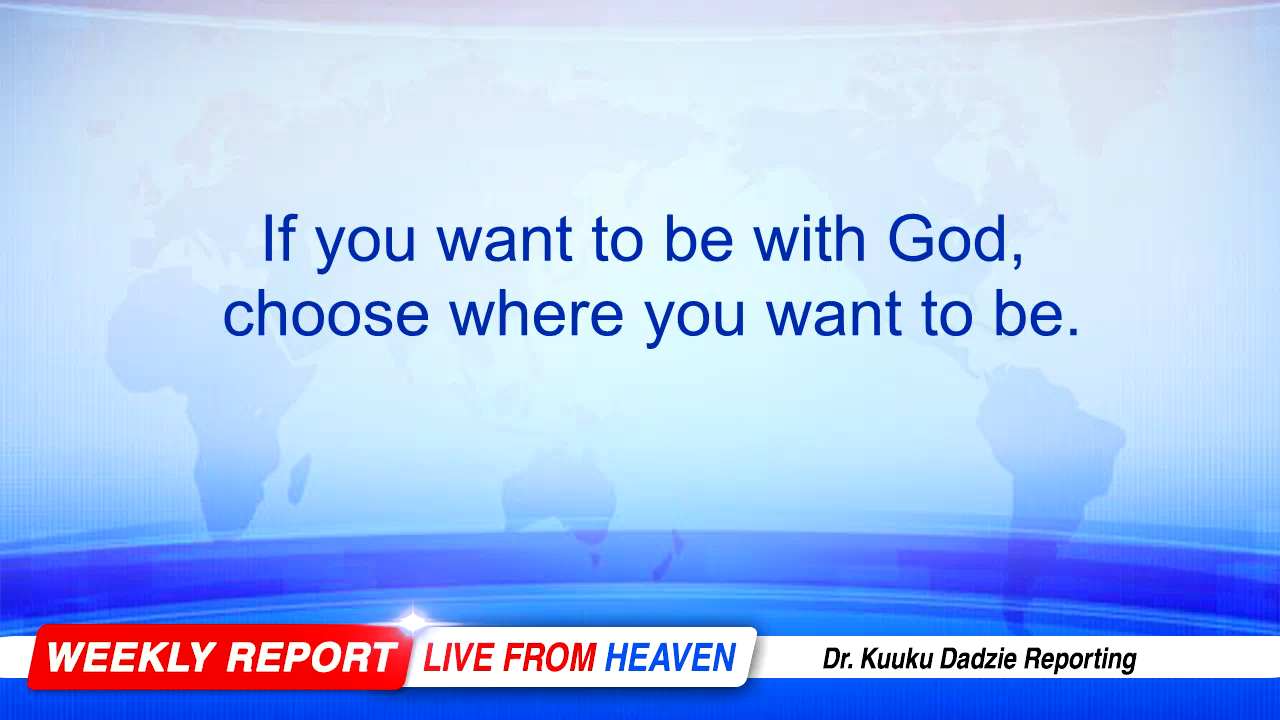 If you want to be with God,
choose where you want to be.
WEEKLY REPORT LIVE FROM HEAVEN Dr. Kuuku Dadzie Reporting